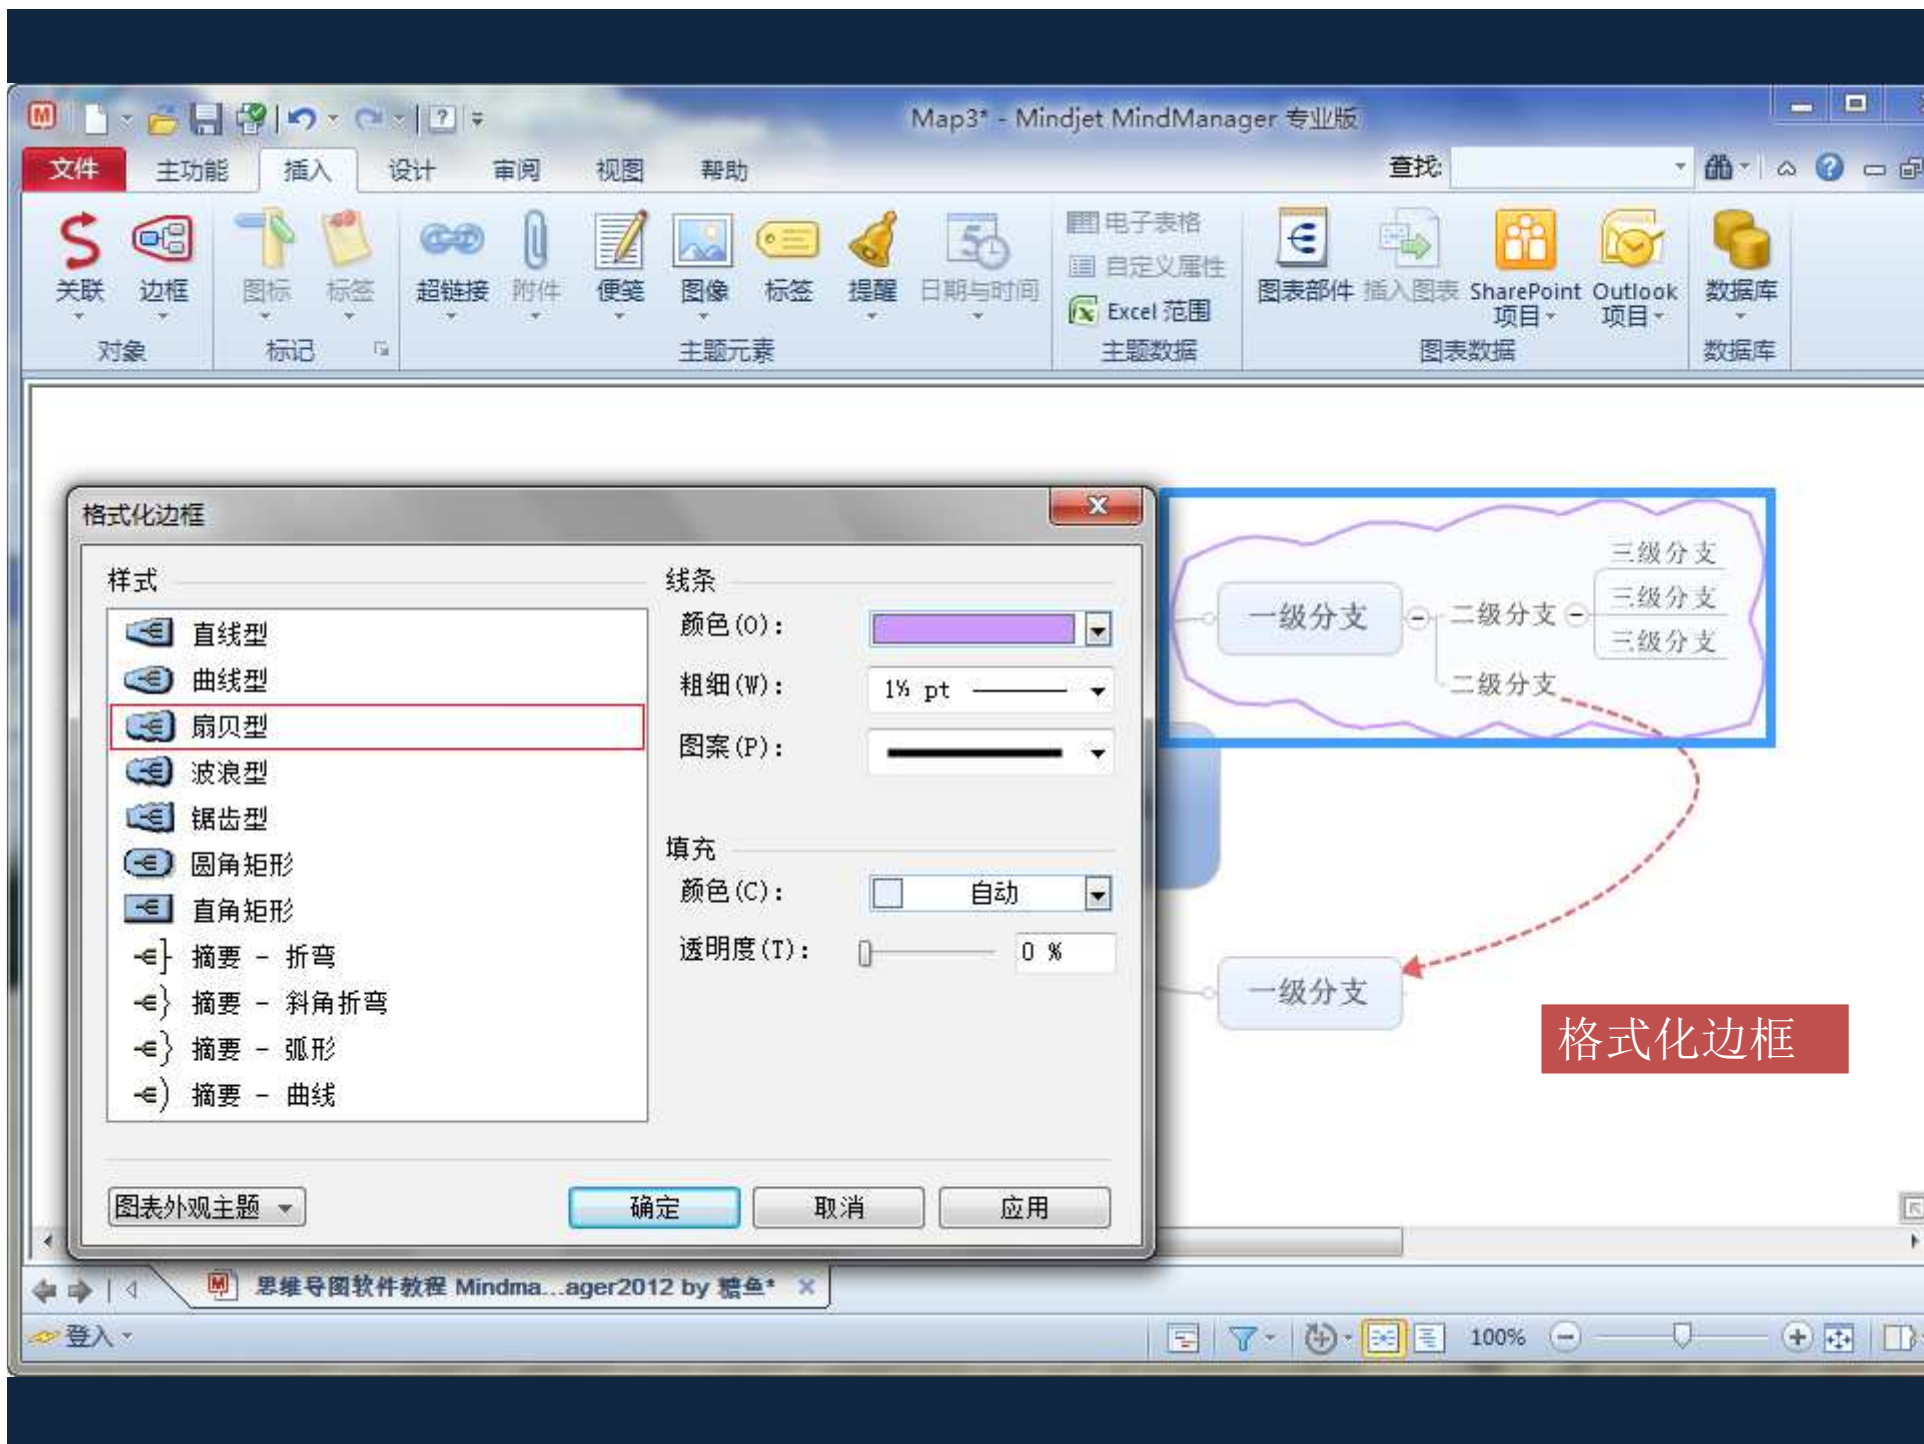 Map3* - Mindjet MindManager 专业版
文件 主功能 插入 设计 审阅 视图 帮助 查找:
关联 边框 图标 标签 超链接 附件 便笺 图像 标签 提醒 日期与时间
电子表格
自定义属性
Excel 范围
图表部件 插入图表 SharePoint 项目 Outlook 项目 数据库
对象 标记 主题元素 主题数据 图表数据 数据库
格式化边框
样式
直线型
曲线型
扇贝型
波浪型
锯齿型
圆角矩形
直角矩形
摘要 - 折弯
摘要 - 斜角折弯
摘要 - 弧形
摘要 - 曲线
线条
颜色(O):
粗细(W): 1½ pt
图案(P):
填充
颜色(C): 自动
透明度(T): 0 %
图表外观主题 确定 取消 应用
一级分支
二级分支
三级分支
三级分支
三级分支
二级分支
一级分支
格式化边框
思维导图软件教程 Mindma...ager2012 by 鳢鱼*
登入 100%